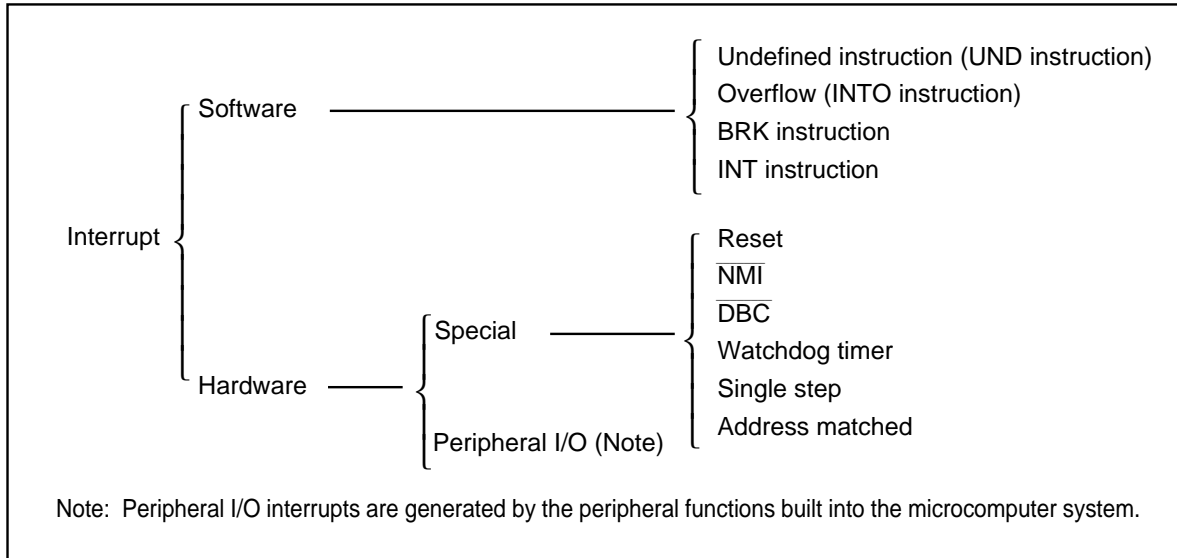 Interrupt
Software
Undefined instruction (UND instruction)
Overflow (INTO instruction)
BRK instruction
INT instruction
Hardware
Special
Reset
N̅M̅I̅
D̅B̅C̅
Watchdog timer
Single step
Address matched
Peripheral I/O (Note)
Note: Peripheral I/O interrupts are generated by the peripheral functions built into the microcomputer system.